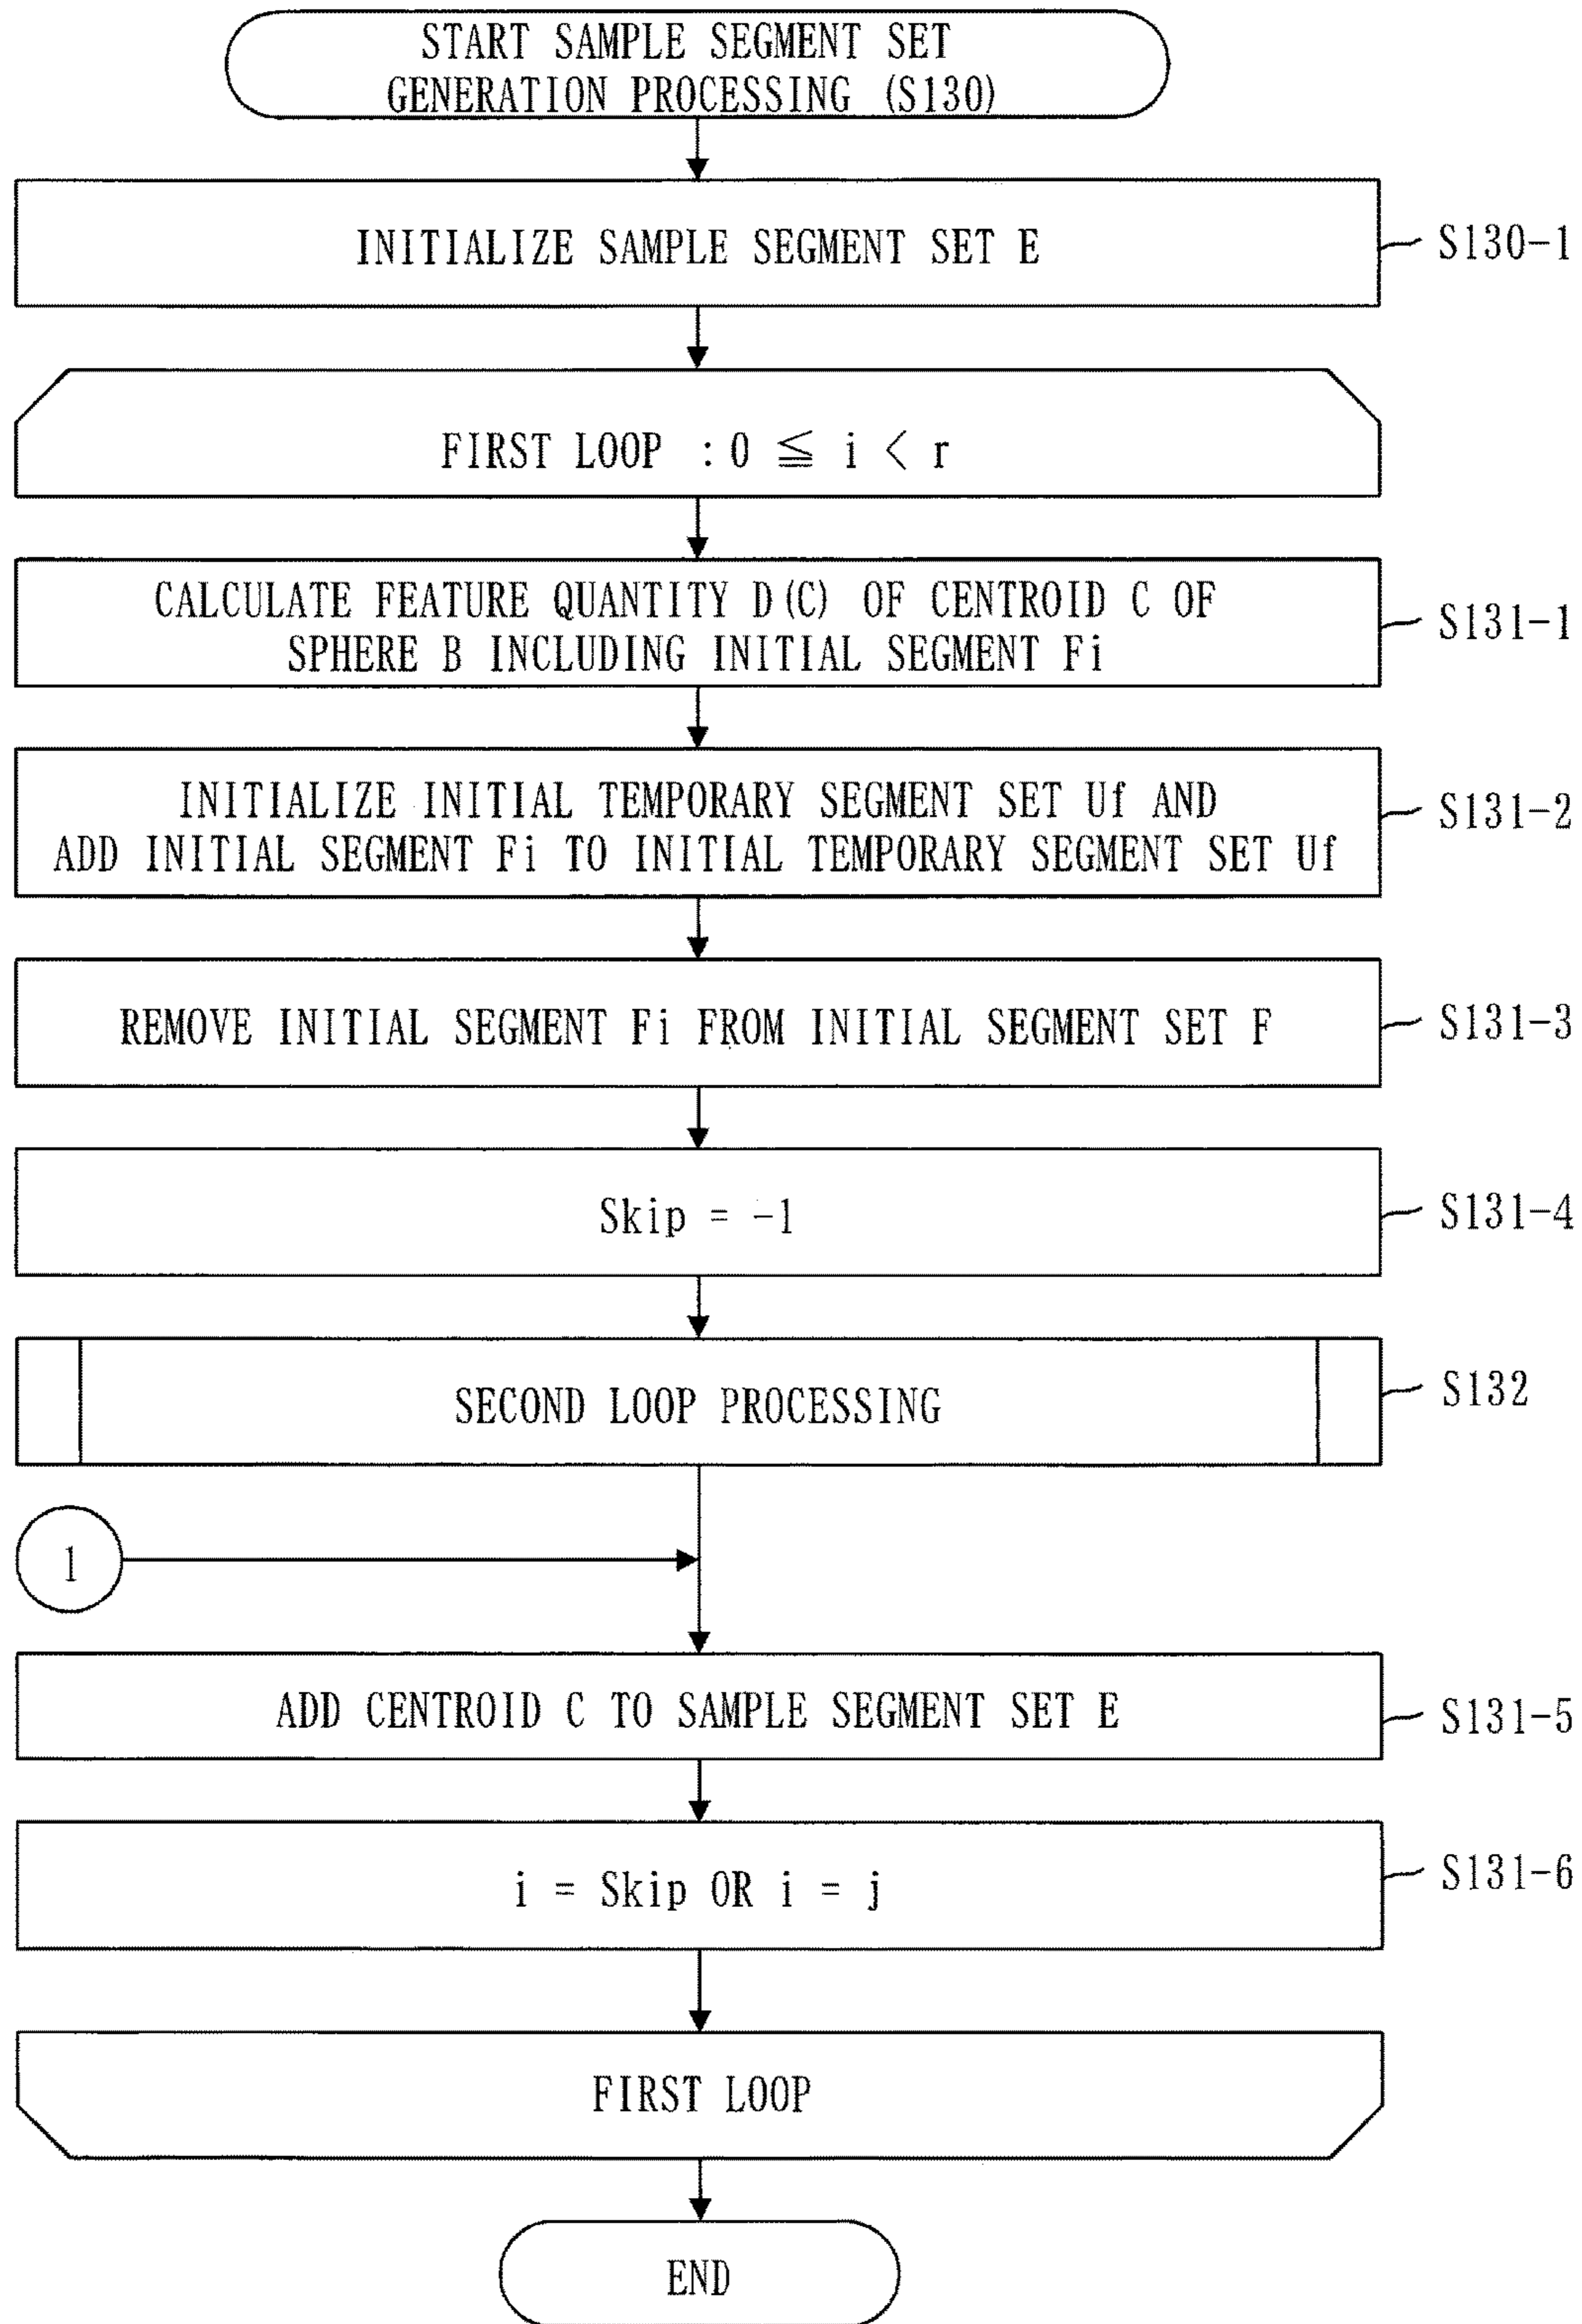 START SAMPLE SEGMENT SET
GENERATION PROCESSING (S130)
INITIALIZE SAMPLE SEGMENT SET E
S130-1
FIRST LOOP : 0 ≦ i < r
CALCULATE FEATURE QUANTITY D(C) OF CENTROID C OF
SPHERE B INCLUDING INITIAL SEGMENT Fi
S131-1
INITIALIZE INITIAL TEMPORARY SEGMENT SET Uf AND
ADD INITIAL SEGMENT Fi TO INITIAL TEMPORARY SEGMENT SET Uf
S131-2
REMOVE INITIAL SEGMENT Fi FROM INITIAL SEGMENT SET F
S131-3
Skip = -1
S131-4
SECOND LOOP PROCESSING
S132
1
ADD CENTROID C TO SAMPLE SEGMENT SET E
S131-5
i = Skip OR i = j
S131-6
FIRST LOOP
END